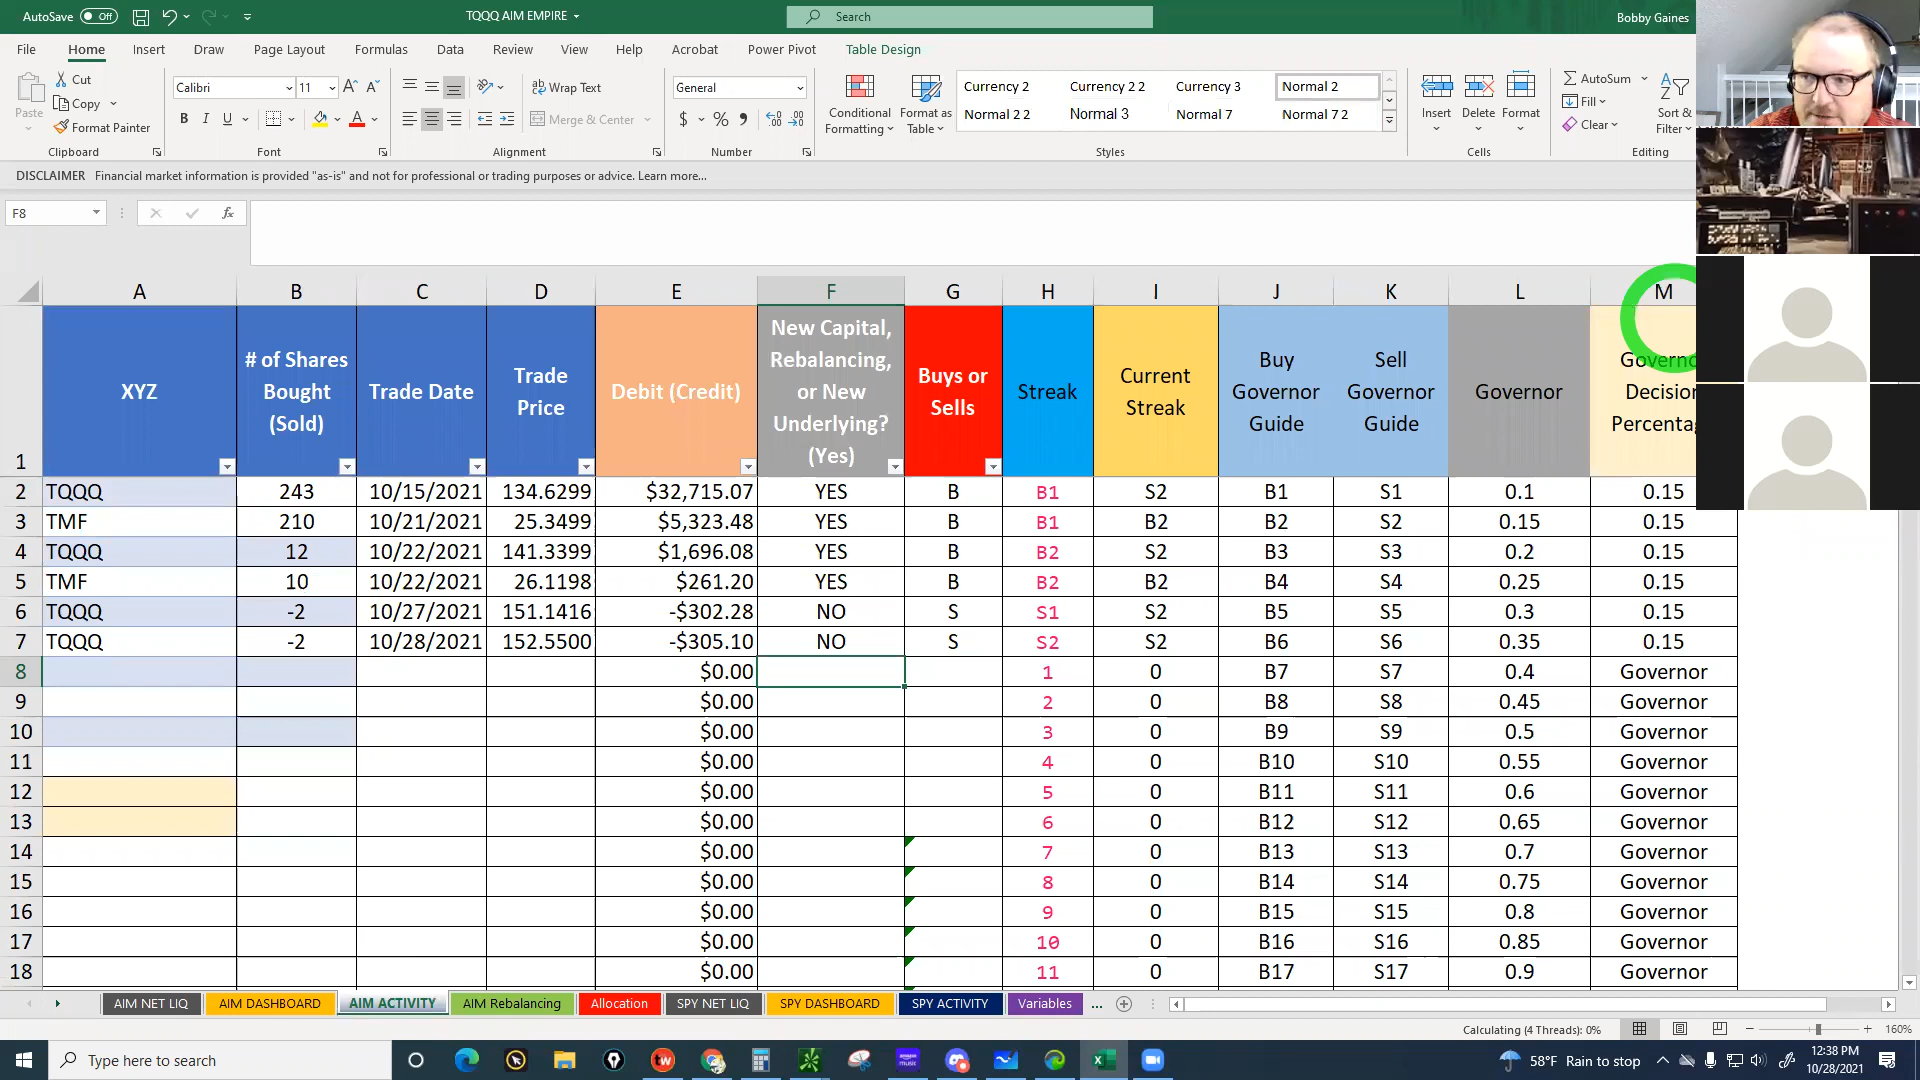 AutoSave Off
TQQQ AIM EMPIRE
Search
Bobby Gaines
File Home Insert Draw Page Layout Formulas Data Review View Help Acrobat Power Pivot Table Design
Paste
Cut
Copy
Format Painter
Clipboard
Calibri 11
B I U
Font
Wrap Text
Merge & Center
Alignment
General
$ % 9
Number
Conditional Formatting
Format as Table
Currency 2 Currency 2 2 Currency 3 Normal 2
Normal 2 2 Normal 3 Normal 7 Normal 7 2
Styles
Insert Delete Format
Cells
AutoSum
Fill
Clear
Sort & Filter
Editing
DISCLAIMER Financial market information is provided "as-is" and not for professional or trading purposes or advice. Learn more...
F8 fx
A B C D E F G H I J K L M
1 XYZ # of Shares Bought (Sold) Trade Date Trade Price Debit (Credit) New Capital, Rebalancing, or New Underlying? (Yes) Buys or Sells Streak Current Streak Buy Governor Guide Sell Governor Guide Governor Decision
2 TQQQ 243 10/15/2021 134.6299 $32,715.07 YES B B1 S2 B1 S1 0.1 0.15
3 TMF 210 10/21/2021 25.3499 $5,323.48 YES B B1 B2 B2 S2 0.15 0.15
4 TQQQ 12 10/22/2021 141.3399 $1,696.08 YES B B2 S2 B3 S3 0.2 0.15
5 TMF 10 10/22/2021 26.1198 $261.20 YES B B2 B2 B4 S4 0.25 0.15
6 TQQQ -2 10/27/2021 151.1416 -$302.28 NO S S1 S2 B5 S5 0.3 0.15
7 TQQQ -2 10/28/2021 152.5500 -$305.10 NO S S2 S2 B6 S6 0.35 0.15
8 $0.00 1 0 B7 S7 0.4 Governor
9 $0.00 2 0 B8 S8 0.45 Governor
10 $0.00 3 0 B9 S9 0.5 Governor
11 $0.00 4 0 B10 S10 0.55 Governor
12 $0.00 5 0 B11 S11 0.6 Governor
13 $0.00 6 0 B12 S12 0.65 Governor
14 $0.00 7 0 B13 S13 0.7 Governor
15 $0.00 8 0 B14 S14 0.75 Governor
16 $0.00 9 0 B15 S15 0.8 Governor
17 $0.00 10 0 B16 S16 0.85 Governor
18 $0.00 11 0 B17 S17 0.9 Governor
AIM NET LIQ AIM DASHBOARD AIM ACTIVITY AIM Rebalancing Allocation SPY NET LIQ SPY DASHBOARD SPY ACTIVITY Variables ...
Calculating (4 Threads): 0% 160%
Type here to search
58°F Rain to stop
12:38 PM
10/28/2021